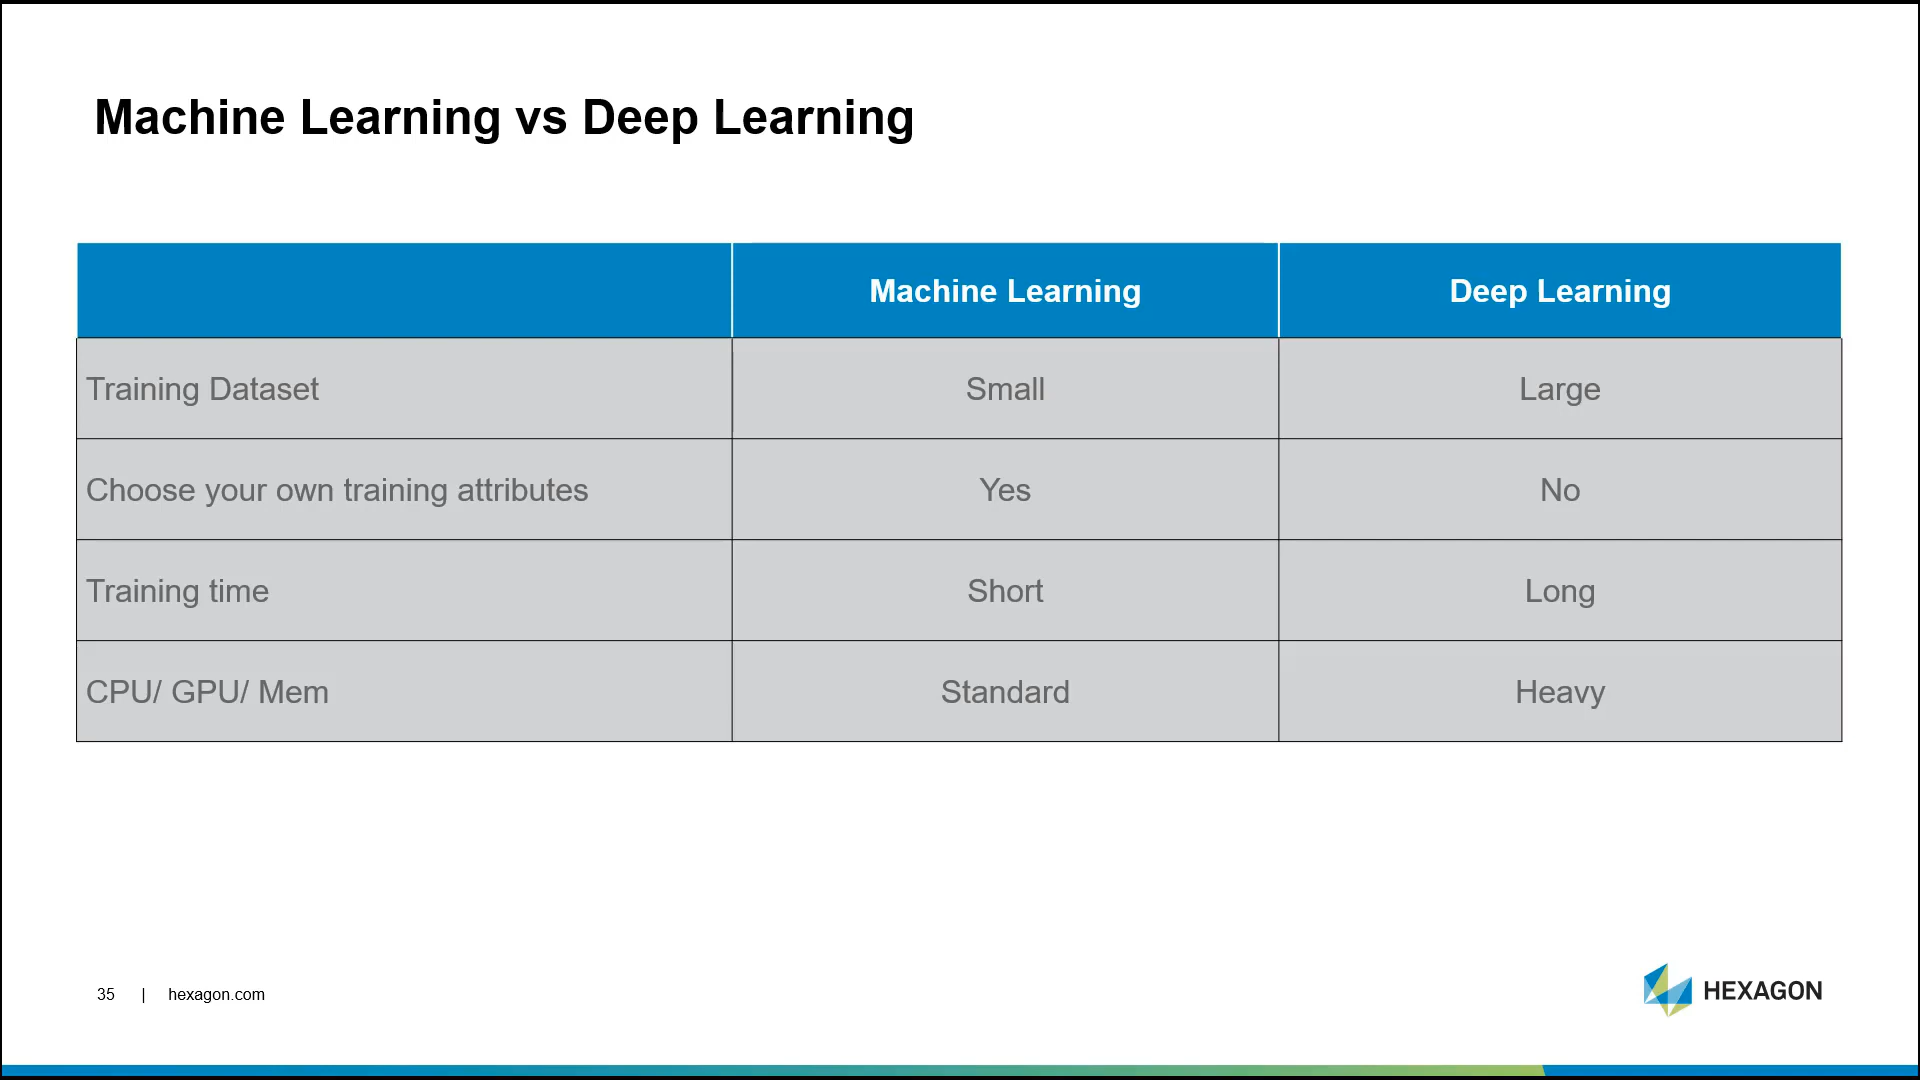 Machine Learning vs Deep Learning
Machine Learning Deep Learning
Training Dataset Small Large
Choose your own training attributes Yes No
Training time Short Long
CPU/ GPU/ Mem Standard Heavy
35 | hexagon.com
HEXAGON